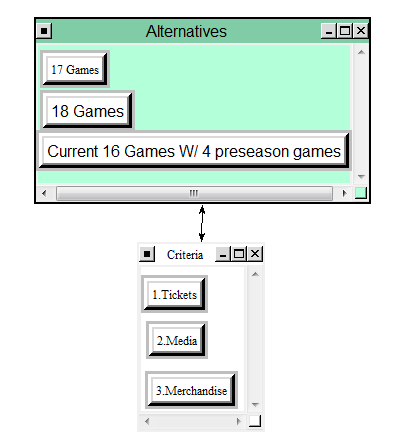 Alternatives
17 Games
18 Games
Current 16 Games W/ 4 preseason games
Criteria
1.Tickets
2.Media
3.Merchandise